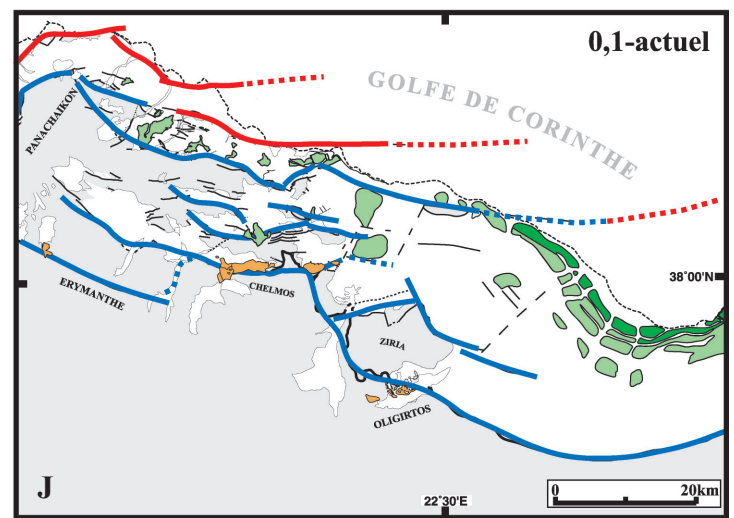 0,1-actuel
GOLFE DE CORINTHE
PANACHAIKON
38°00'N
ERYMANTHE
CHELMOS
ZIRIA
OLIGIRTOS
J
22°30'E
0 20km